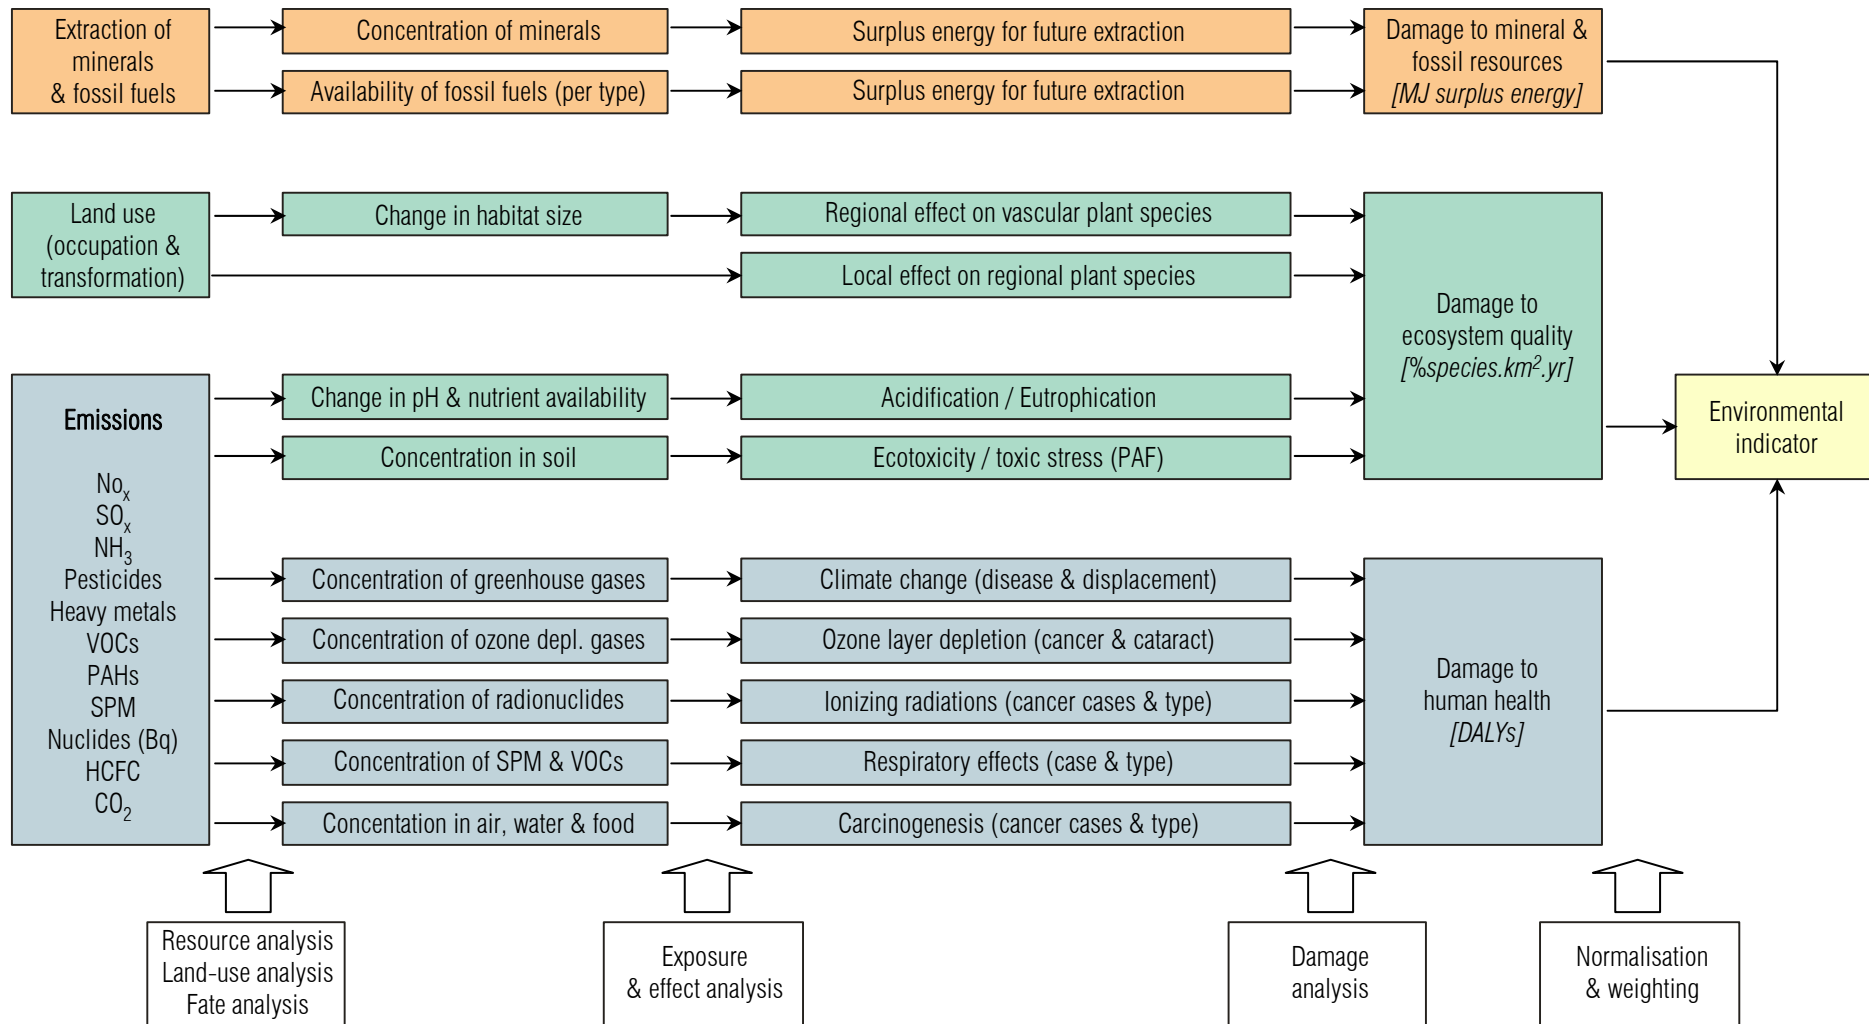 Extraction of
minerals
& fossil fuels
Concentration of minerals
Surplus energy for future extraction
Availability of fossil fuels (per type)
Surplus energy for future extraction
Damage to mineral &
fossil resources
[MJ surplus energy]
Land use
(occupation &
transformation)
Change in habitat size
Regional effect on vascular plant species
Local effect on regional plant species
Damage to
ecosystem quality
[%species.km².yr]
Emissions
Noₓ
SOₓ
NH₃
Pesticides
Heavy metals
VOCs
PAHs
SPM
Nuclides (Bq)
HCFC
CO₂
Change in pH & nutrient availability
Acidification / Eutrophication
Concentration in soil
Ecotoxicity / toxic stress (PAF)
Environmental
indicator
Concentration of greenhouse gases
Climate change (disease & displacement)
Concentration of ozone depl. gases
Ozone layer depletion (cancer & cataract)
Concentration of radionuclides
Ionizing radiations (cancer cases & type)
Concentration of SPM & VOCs
Respiratory effects (case & type)
Concentation in air, water & food
Carcinogenesis (cancer cases & type)
Damage to
human health
[DALYs]
Resource analysis
Land-use analysis
Fate analysis
Exposure
& effect analysis
Damage
analysis
Normalisation
& weighting